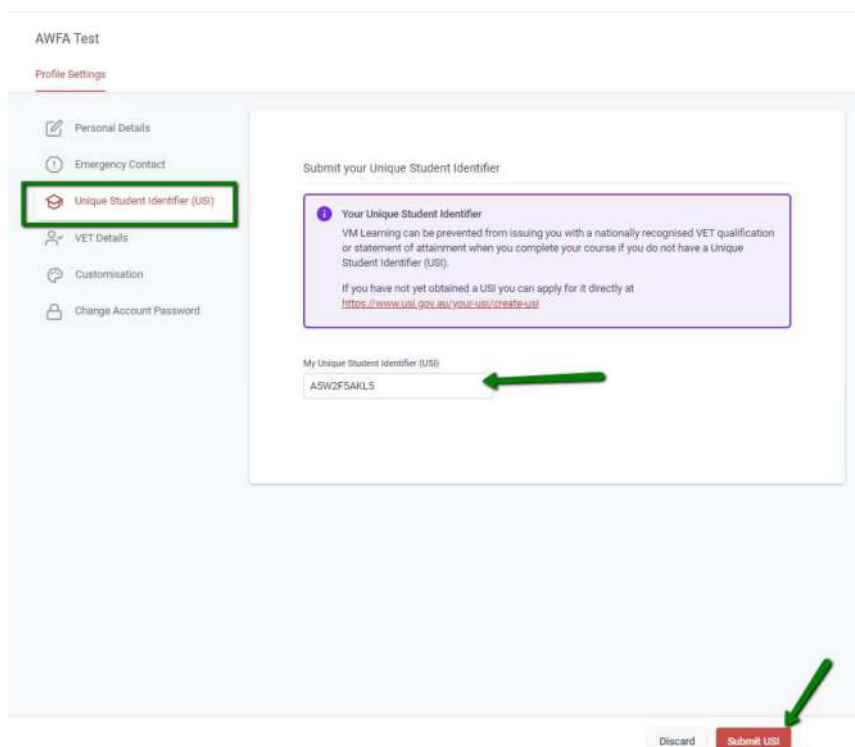 AWFA Test
Profile Settings
Personal Details
Emergency Contact
Unique Student Identifier (USI)
VET Details
Customisation
Change Account Password
Submit your Unique Student Identifier
Your Unique Student Identifier
VM Learning can be prevented from issuing you with a nationally recognised VET qualification
or statement of attainment when you complete your course if you do not have a Unique
Student Identifier (USI).
If you have not yet obtained a USI you can apply for it directly at
https://www.usi.gov.au/your-usi/create-usi
My Unique Student Identifier (USI)
A5W2F5AKL5
Discard
Submit USI